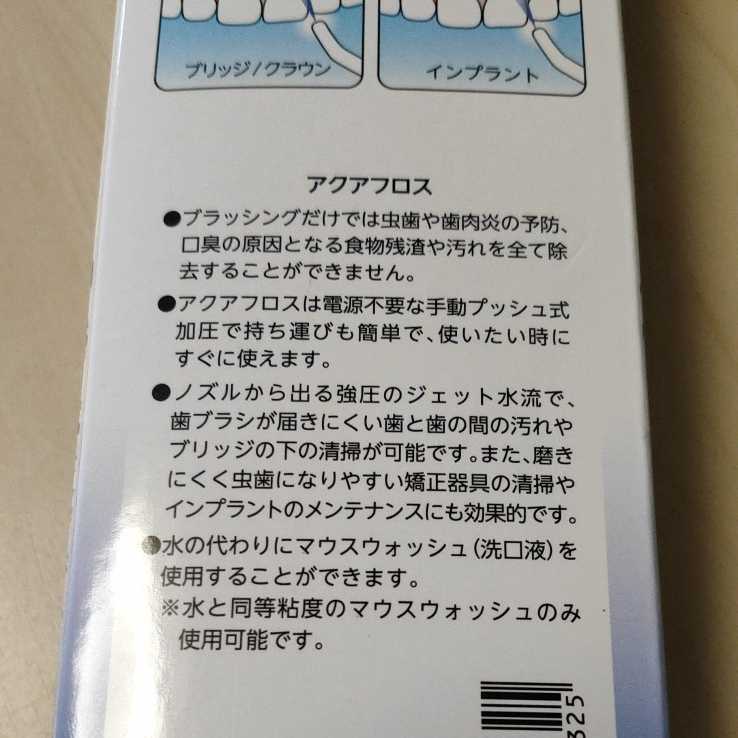 ブリッジ/クラウン
インプラント
アクアフロス
●ブラッシングだけでは虫歯や歯肉炎の予防、
口臭の原因となる食物残渣や汚れを全て除
去することができません。
●アクアフロスは電源不要な手動プッシュ式
加圧で持ち運びも簡単で、使いたい時に
すぐに使えます。
●ノズルから出る強圧のジェット水流で、
歯ブラシが届きにくい歯と歯の間の汚れや
ブリッジの下の清掃が可能です。また、磨き
にくく虫歯になりやすい矯正器具の清掃や
インプラントのメンテナンスにも効果的です。
●水の代わりにマウスウォッシュ(洗口液)を
使用することができます。
※水と同等粘度のマウスウォッシュのみ
使用可能です。
325